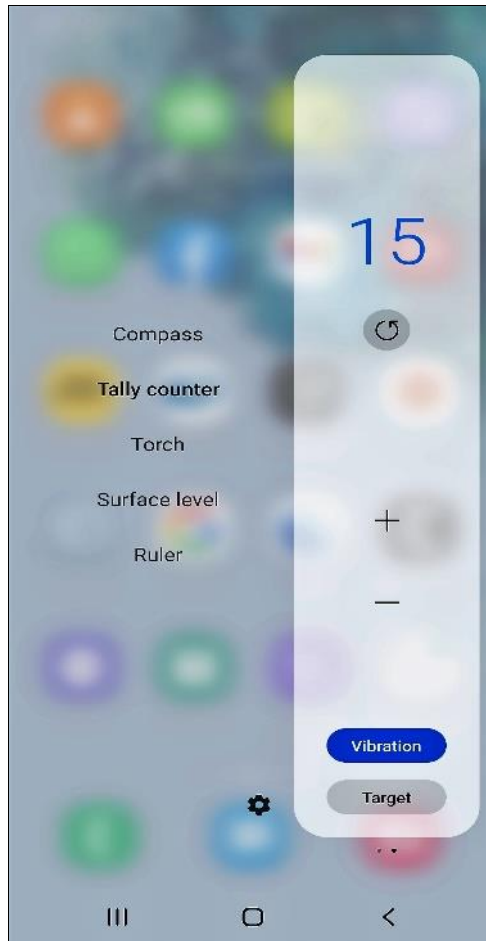 Compass
Tally counter
Torch
Surface level
Ruler
15
Vibration
Target